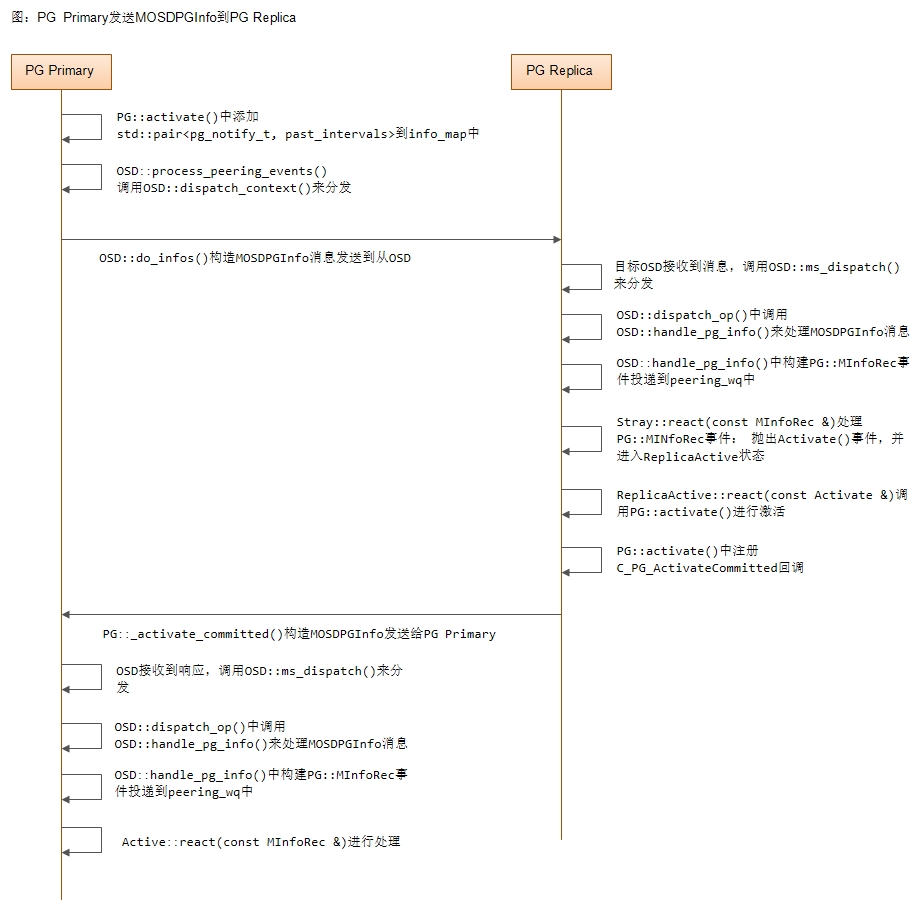 图：PG Primary发送MOSDPGInfo到PG Replica
PG Primary
PG Replica
PG::activate()中添加
std::pair<pg_notify_t, past_intervals>到info_map中
OSD::process_peering_events()
调用OSD::dispatch_context()来分发
OSD::do_infos()构造MOSDPGInfo消息发送到从OSD
目标OSD接收到消息，调用OSD::ms_dispatch()
来分发
OSD::dispatch_op()中调用
OSD::handle_pg_info()来处理MOSDPGInfo消息
OSD::handle_pg_info()中构建PG::MInfoRec事
件投递到peering_wq中
Stray::react(const MInfoRec &)处理
PG::MINfoRec事件： 抛出Activate()事件，并
进入ReplicaActive状态
ReplicaActive::react(const Activate &)调
用PG::activate()进行激活
PG::activate()中注册
C_PG_ActivateCommitted回调
PG::_activate_committed()构造MOSDPGInfo发送给PG Primary
OSD接收到响应，调用OSD::ms_dispatch()来分
发
OSD::dispatch_op()中调用
OSD::handle_pg_info()来处理MOSDPGInfo消息
OSD::handle_pg_info()中构建PG::MInfoRec事
件投递到peering_wq中
Active::react(const MInfoRec &)进行处理